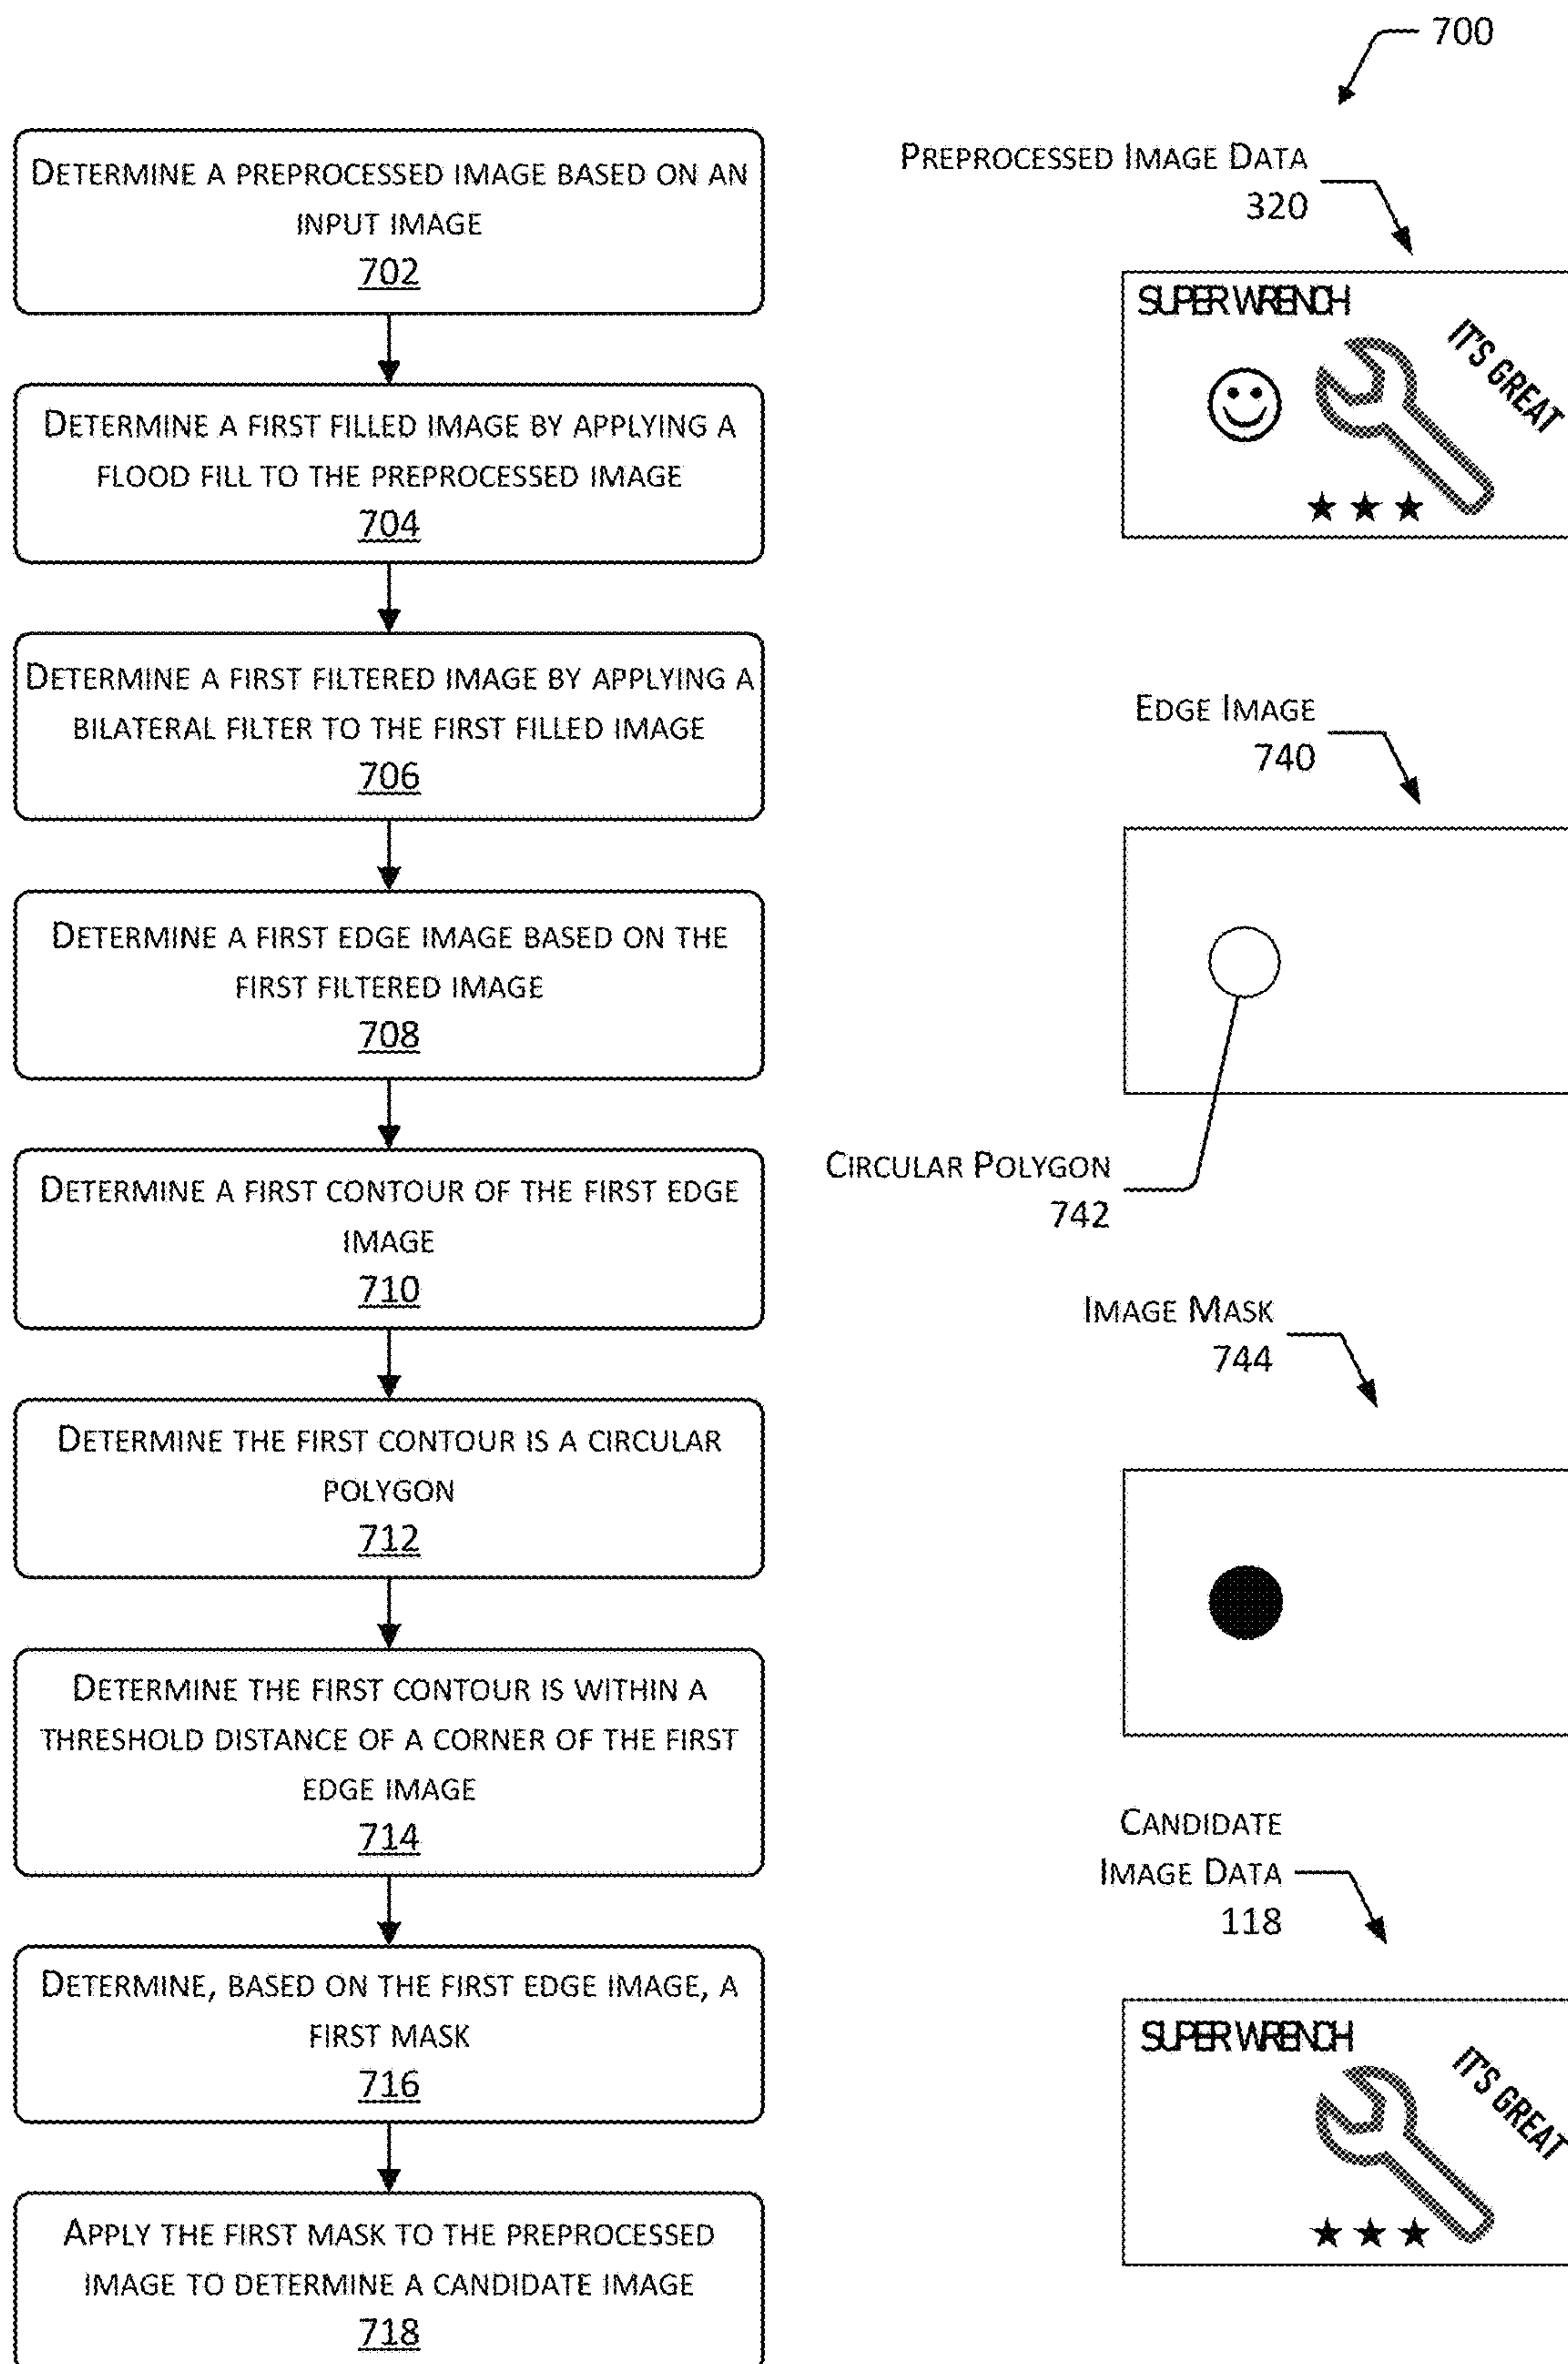 700
DETERMINE A PREPROCESSED IMAGE BASED ON AN
INPUT IMAGE
702
DETERMINE A FIRST FILLED IMAGE BY APPLYING A
FLOOD FILL TO THE PREPROCESSED IMAGE
704
DETERMINE A FIRST FILTERED IMAGE BY APPLYING A
BILATERAL FILTER TO THE FIRST FILLED IMAGE
706
DETERMINE A FIRST EDGE IMAGE BASED ON THE
FIRST FILTERED IMAGE
708
DETERMINE A FIRST CONTOUR OF THE FIRST EDGE
IMAGE
710
DETERMINE THE FIRST CONTOUR IS A CIRCULAR
POLYGON
712
DETERMINE THE FIRST CONTOUR IS WITHIN A
THRESHOLD DISTANCE OF A CORNER OF THE FIRST
EDGE IMAGE
714
DETERMINE, BASED ON THE FIRST EDGE IMAGE, A
FIRST MASK
716
APPLY THE FIRST MASK TO THE PREPROCESSED
IMAGE TO DETERMINE A CANDIDATE IMAGE
718
PREPROCESSED IMAGE DATA
320
SUPER WRENCH
IT'S GREAT
EDGE IMAGE
740
CIRCULAR POLYGON
742
IMAGE MASK
744
CANDIDATE
IMAGE DATA
118
SUPER WRENCH
IT'S GREAT